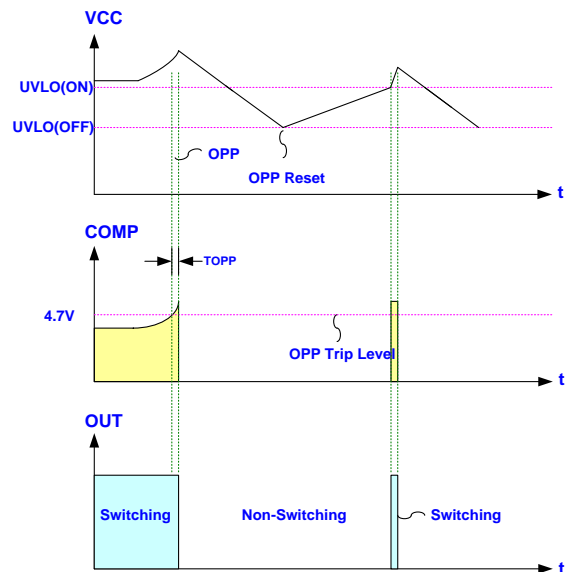 VCC
UVLO(ON)
UVLO(OFF)
OPP
OPP Reset
t
COMP
TOPP
4.7V
OPP Trip Level
t
OUT
Switching
Non-Switching
Switching
t